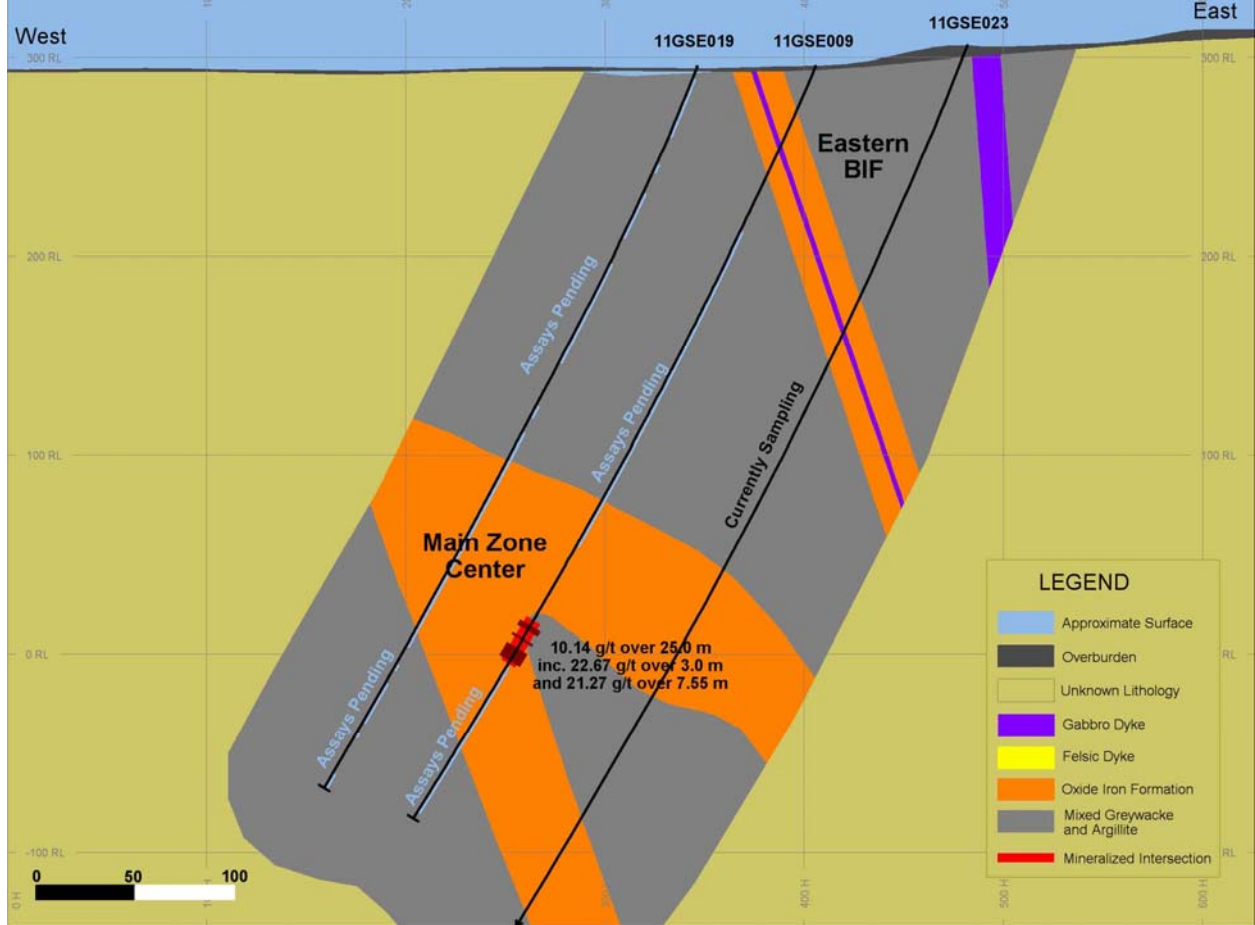 West
East
11GSE019
11GSE009
11GSE023
300 RL
300 RL
Eastern
BIF
200 RL
200 RL
Assays Pending
Assays Pending
Currently Sampling
100 RL
100 RL
Main Zone
Center
0 RL
10.14 g/t over 25.0 m
inc. 22.67 g/t over 3.0 m
and 21.27 g/t over 7.55 m
Assays Pending
Assays Pending
-100 RL
0 50 100
0 H
400 H
500 H
600 H
LEGEND
Approximate Surface
Overburden
Unknown Lithology
Gabbro Dyke
Felsic Dyke
Oxide Iron Formation
Mixed Greywacke
and Argillite
Mineralized Intersection